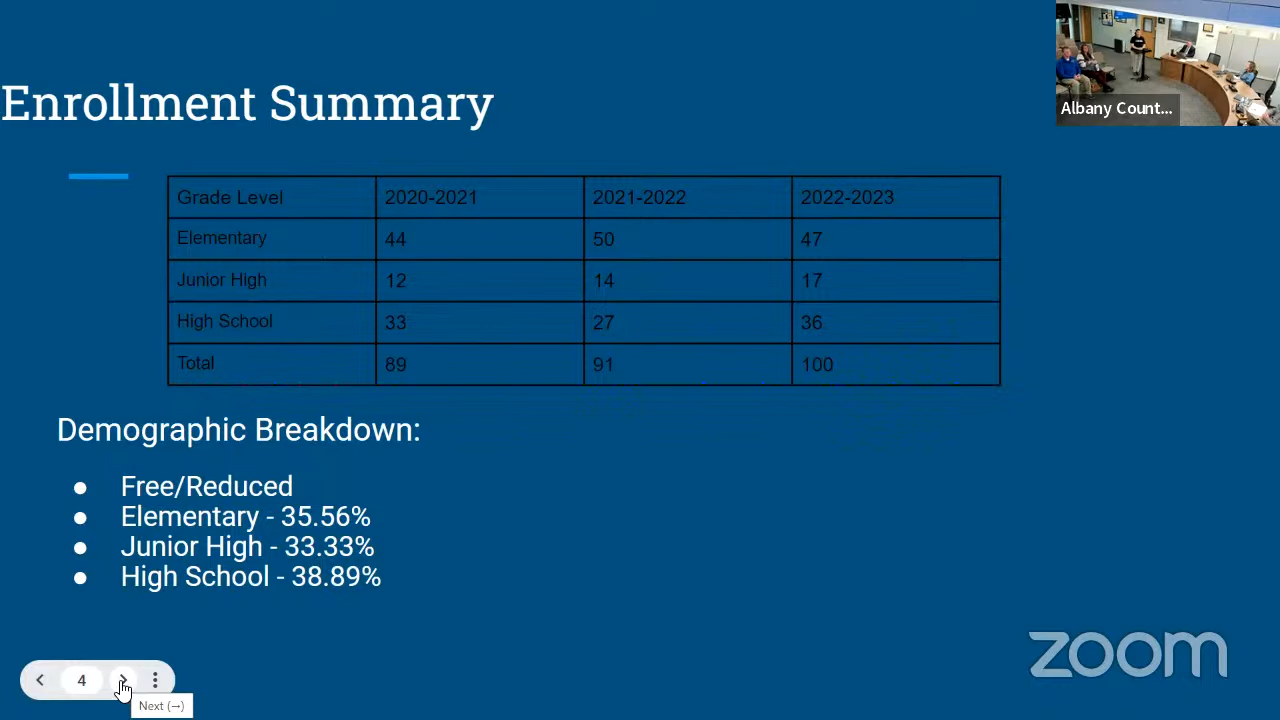 Enrollment Summary
Albany Count...
Grade Level 2020-2021 2021-2022 2022-2023
Elementary 44 50 47
Junior High 12 14 17
High School 33 27 36
Total 89 91 100
Demographic Breakdown:
● Free/Reduced
● Elementary - 35.56%
● Junior High - 33.33%
● High School - 38.89%
zoom
4
Next (→)